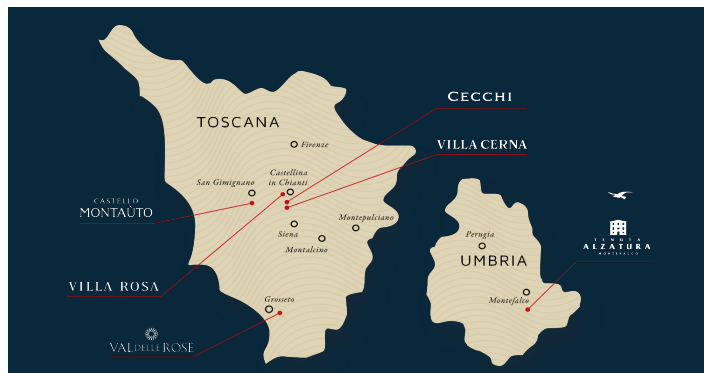 TOSCANA
Firenze
CECCHI
VILLA CERNA
Castellina
in Chianti
San Gimignano
CASTELLO
MONTAÙTO
Montepulciano
Siena
Montalcino
VILLA ROSA
Grosseto
VAL DELLE ROSE
Perugia
UMBRIA
Montefalco
TENUTA
ALZATURA
MONTEFALCO